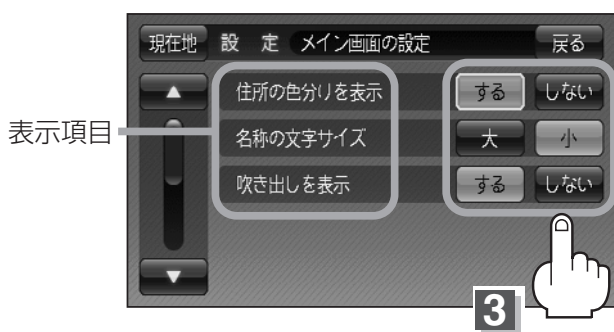 現在地 設 定 メイン画面の設定 戻る
▲ 住所の色分けを表示 する しない
表示項目 名称の文字サイズ 大 小
吹き出しを表示 する しない
▼
3